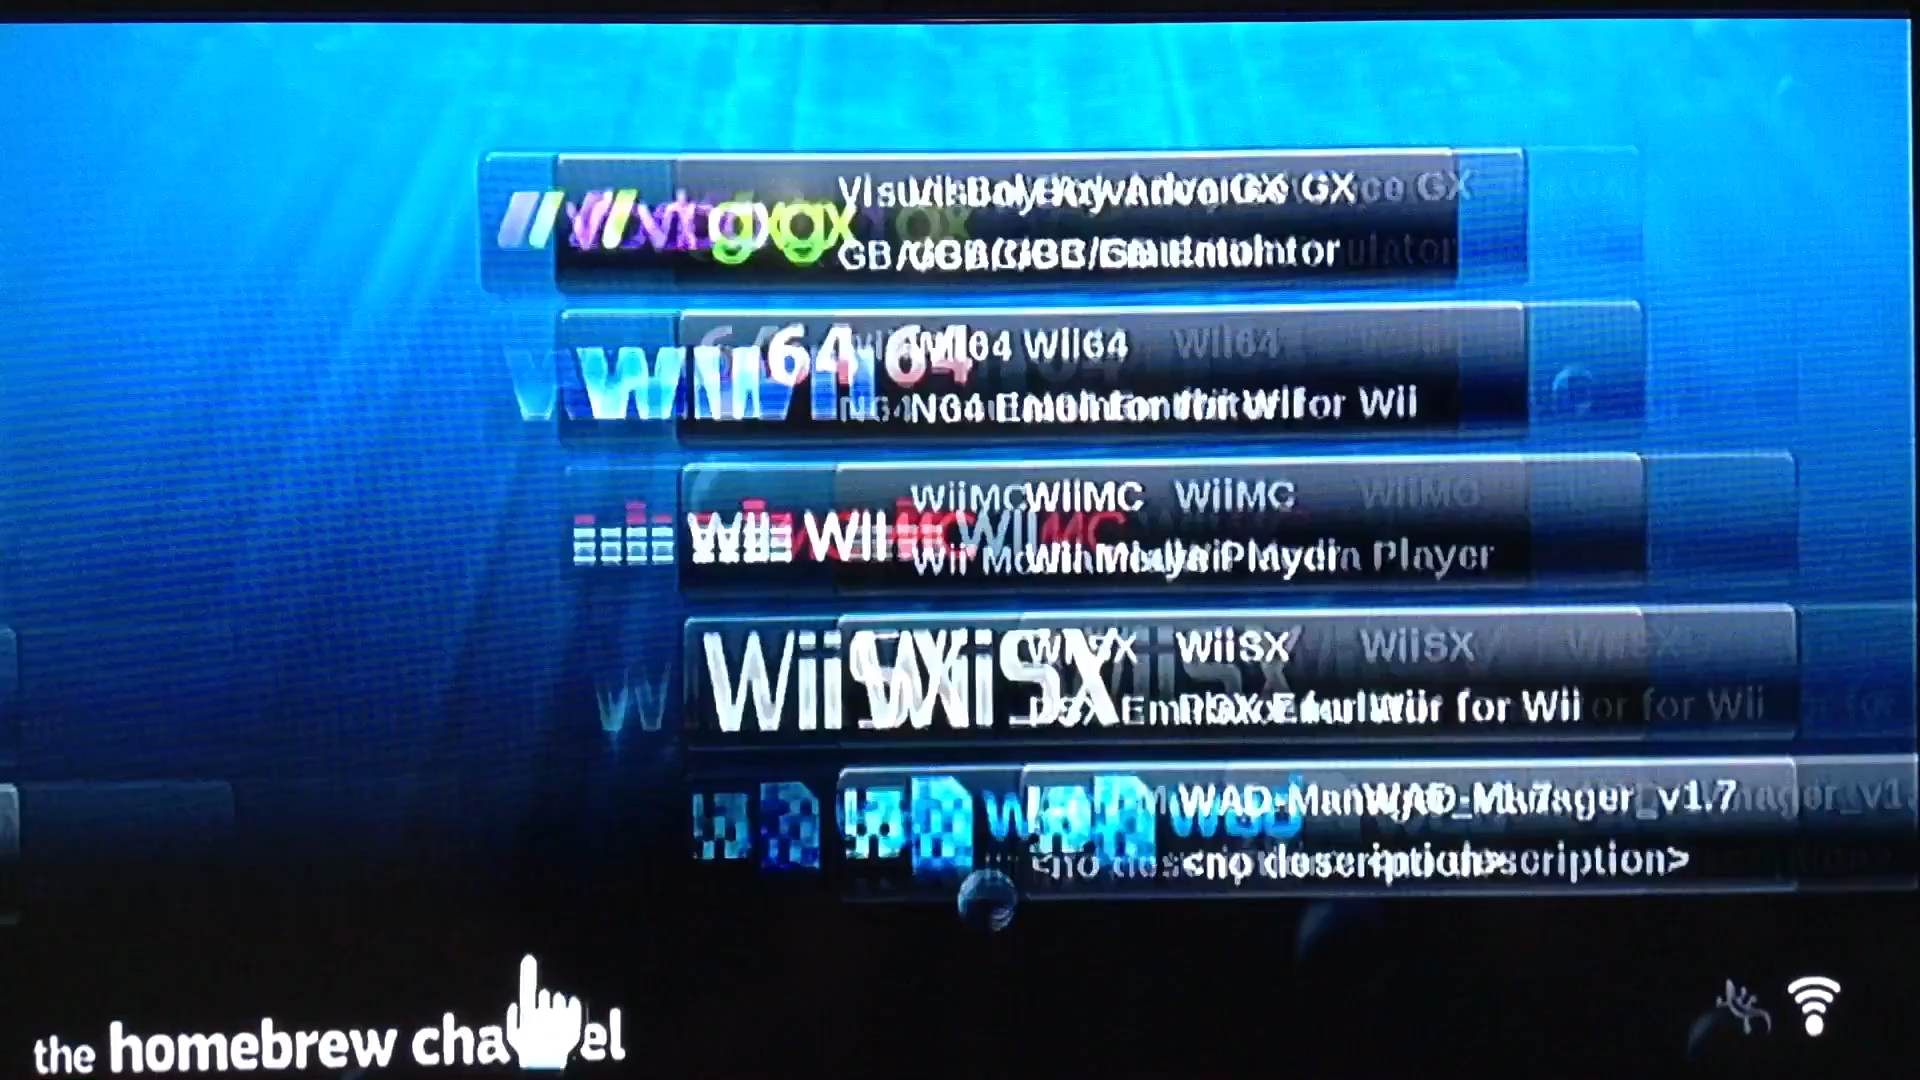 Visual Boy Advance GX
GB/GBA/GBC Emulator
Wii64
N64 Emulator for Wii
WiiMC
Wii Media Player
WiiSX
PSX Emulator for Wii
WAD-Manager_v1.7
<no description>
the homebrew channel